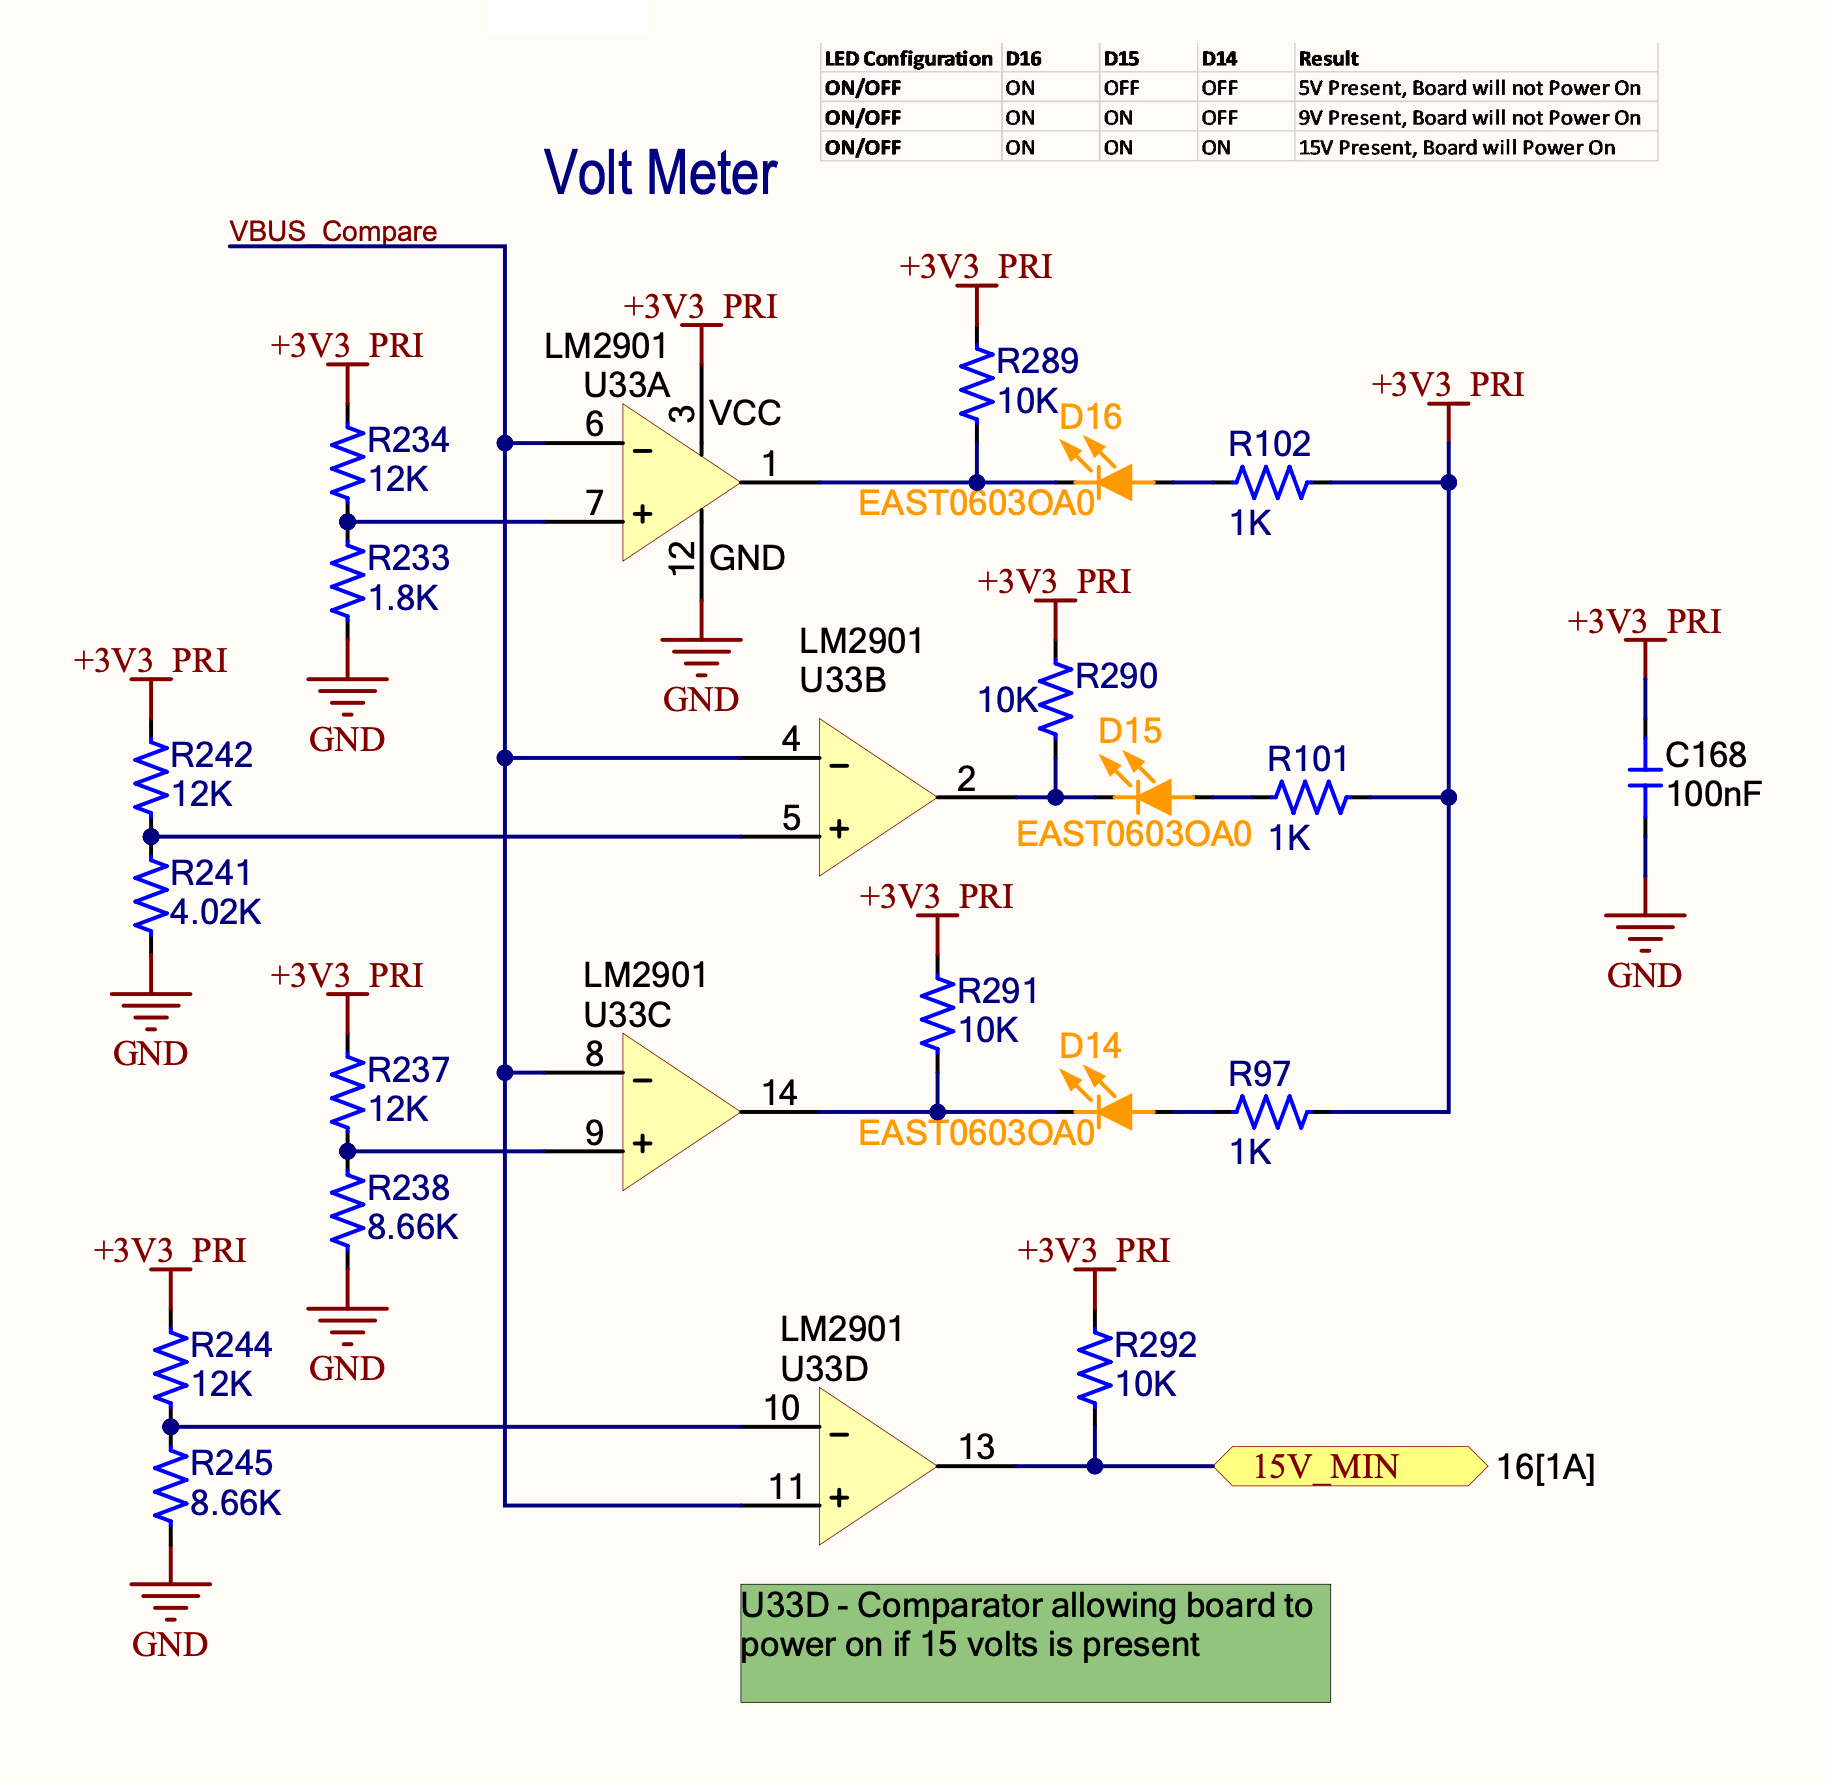 LED Configuration D16 D15 D14 Result
ON/OFF ON OFF OFF 5V Present, Board will not Power On
ON/OFF ON ON OFF 9V Present, Board will not Power On
ON/OFF ON ON ON 15V Present, Board will Power On
Volt Meter
VBUS_Compare
+3V3_PRI
R234
12K
R233
1.8K
GND
+3V3_PRI
LM2901
U33A
6
7
3
VCC
12
GND
1
GND
+3V3_PRI
R289
10K
D16
EAST0603OA0
R102
1K
+3V3_PRI
+3V3_PRI
R242
12K
R241
4.02K
GND
LM2901
U33B
4
5
2
+3V3_PRI
R290
10K
D15
EAST0603OA0
R101
1K
+3V3_PRI
C168
100nF
GND
+3V3_PRI
R237
12K
R238
8.66K
GND
LM2901
U33C
8
9
14
+3V3_PRI
R291
10K
D14
EAST0603OA0
R97
1K
+3V3_PRI
R244
12K
R245
8.66K
GND
LM2901
U33D
10
11
13
+3V3_PRI
R292
10K
15V_MIN
16[1A]
U33D - Comparator allowing board to
power on if 15 volts is present